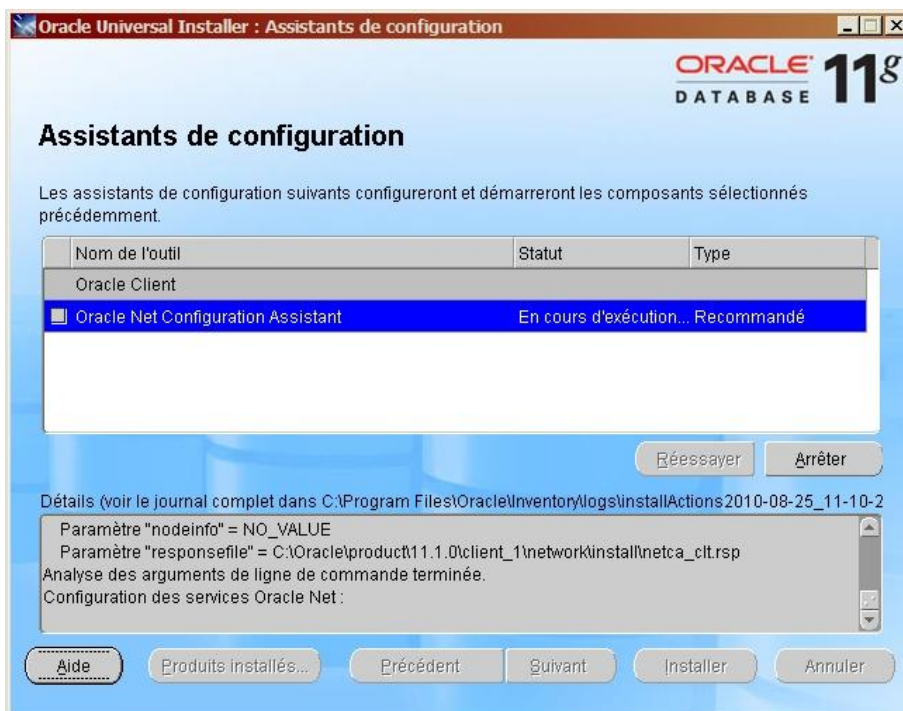 Oracle Universal Installer : Assistants de configuration
ORACLE 11g
DATABASE
Assistants de configuration
Les assistants de configuration suivants configureront et démarreront les composants sélectionnés
précédemment.
Nom de l'outil Statut Type
Oracle Client
Oracle Net Configuration Assistant En cours d'exécution... Recommandé
Réessayer Arrêter
Détails (voir le journal complet dans C:\Program Files\Oracle\Inventory\logs\installActions2010-08-25_11-10-2
Paramètre "nodeinfo" = NO_VALUE
Paramètre "responsefile" = C:\Oracle\product\11.1.0\client_1\network\install\netca_clt.rsp
Analyse des arguments de ligne de commande terminée.
Configuration des services Oracle Net :
Aide Produits installés... Précédent Suivant Installer Annuler